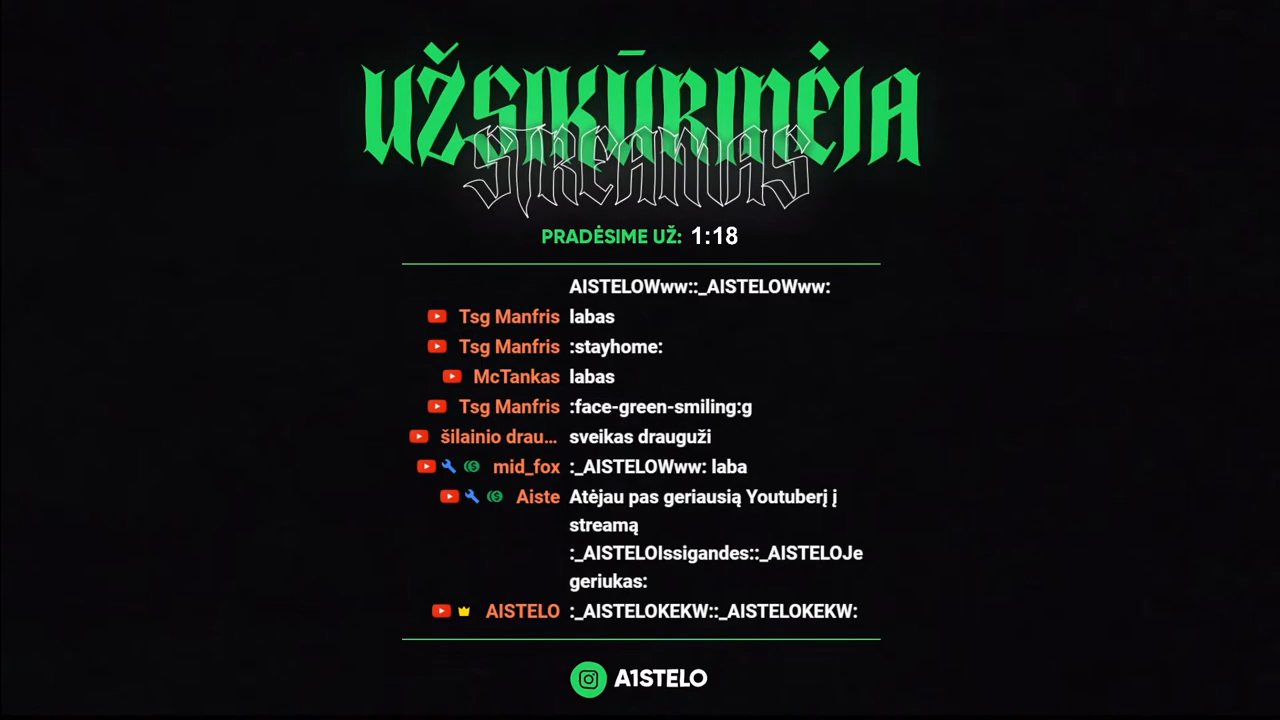 UŽSIKŪRINĖJA
STREAMAS
PRADĖSIME UŽ: 1:18
AISTELOWww::_AISTELOWww:
Tsg Manfris labas
Tsg Manfris :stayhome:
McTankas labas
Tsg Manfris :face-green-smiling:g
šilainio drau... sveikas drauguži
mid_fox :_AISTELOWww: laba
Aiste Atėjau pas geriausią Youtuberį į
streamą
:_AISTELOIssigandes::_AISTELOJe
geriukas:
AISTELO :_AISTELOKEKW::_AISTELOKEKW:
A1STELO